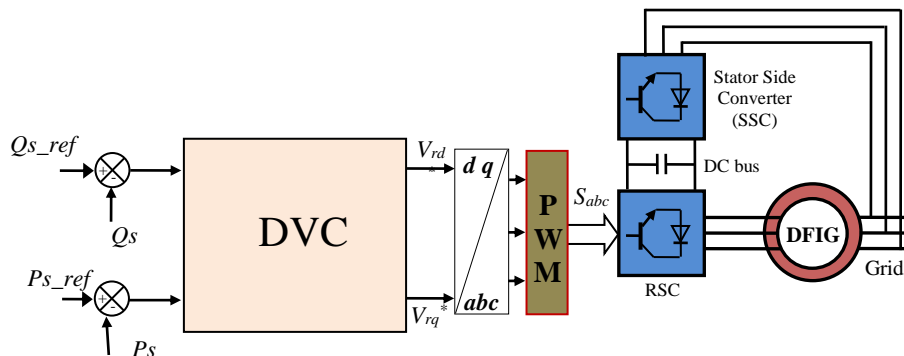 Qs_ref
+
-
Qs
Ps_ref
+
-
Ps
DVC
Vrd
*
Vrq*
d q
abc
P
W
M
Sabc
Stator Side
Converter
(SSC)
DC bus
RSC
DFIG
Grid